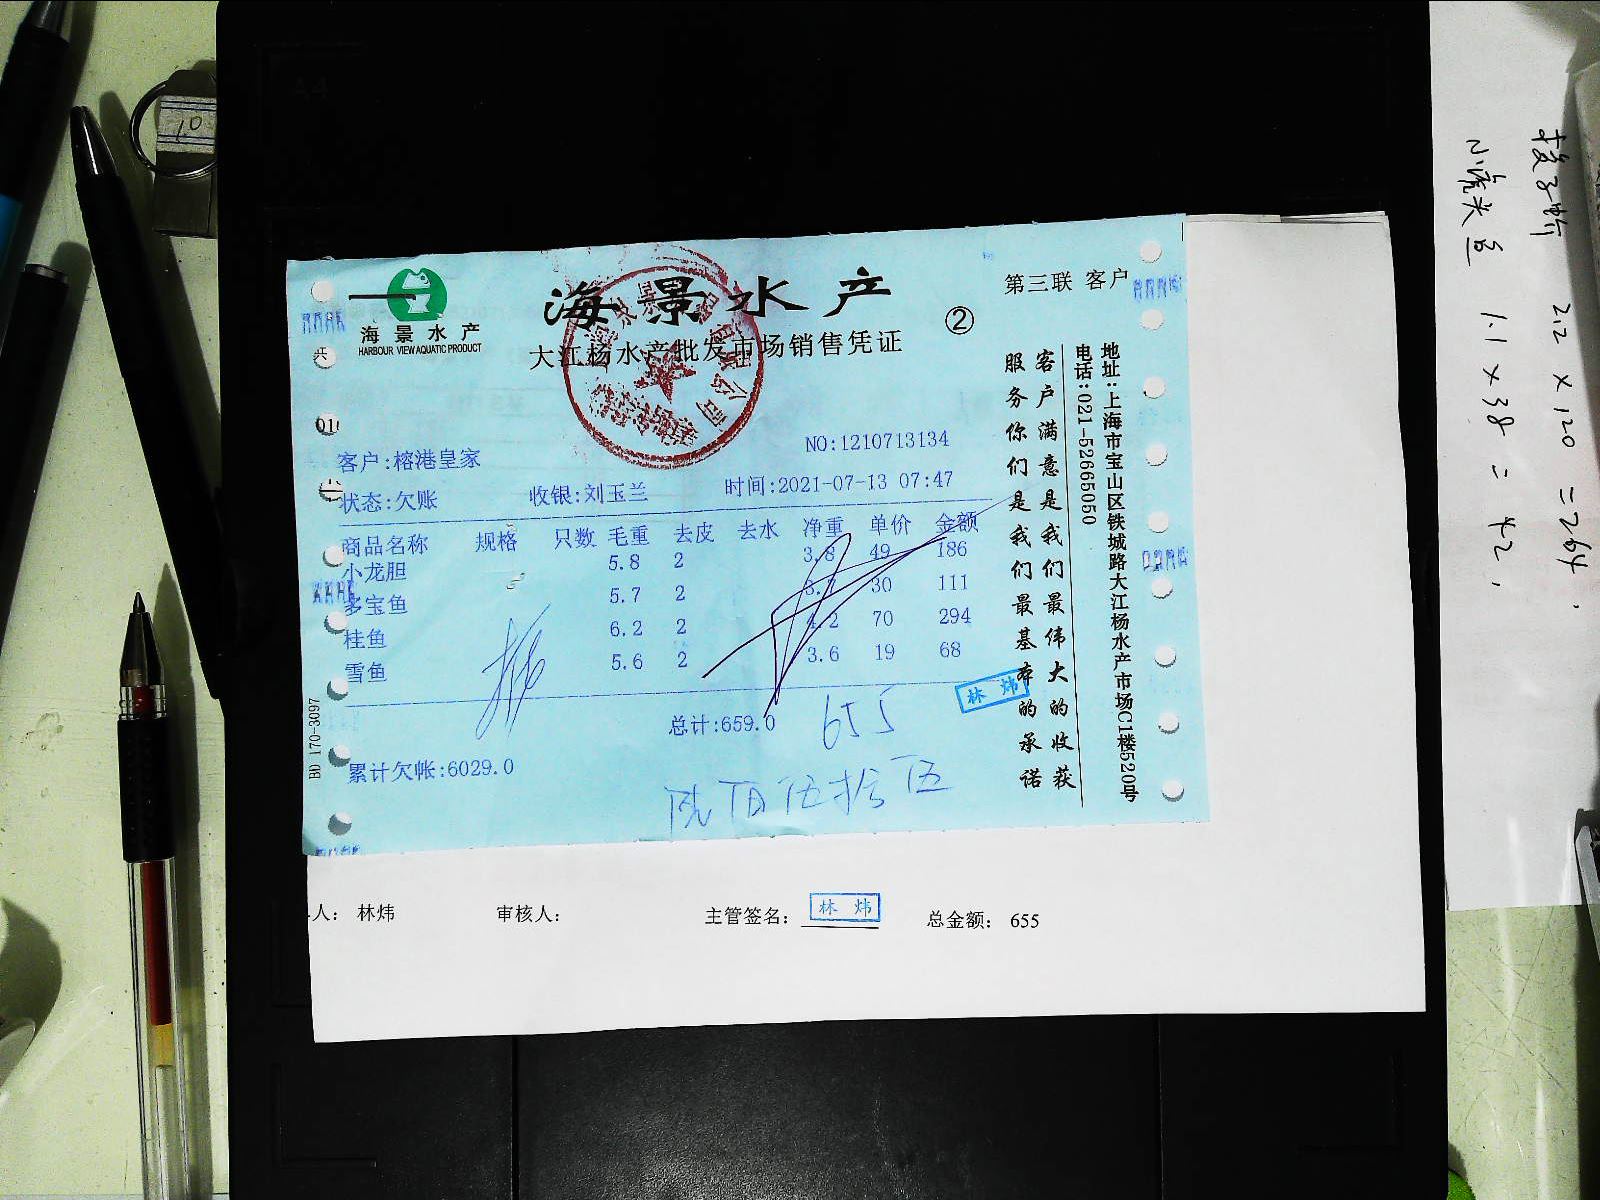 海景水产
HARBOUR VIEW AQUATIC PRODUCT
海景水产
大江杨水产批发市场销售凭证
②
第三联 客户
NO:1210713134
客户:榕港皇家
状态:欠账 收银:刘玉兰 时间:2021-07-13 07:47
商品名称 规格 只数 毛重 去皮 去水 净重 单价 金额
小龙胆 5.8 2 3.8 49 186
多宝鱼 5.7 2 3.7 30 111
桂鱼 6.2 2 4.2 70 294
雪鱼 5.6 2 3.6 19 68
总计:659.0
655
累计欠帐:6029.0
陆佰伍拾伍
林 炜
客户满意是我们最伟大的收获
服务你们是我们最基本的承诺
地址:上海市宝山区铁城路大江杨水产市场C1楼520号
电话:021-52665050
共
BD 170-3097
人: 林炜 审核人: 主管签名: 林 炜 总金额: 655
2.2 × 120 = 264
小虎头 1.1 × 38 = 42
10